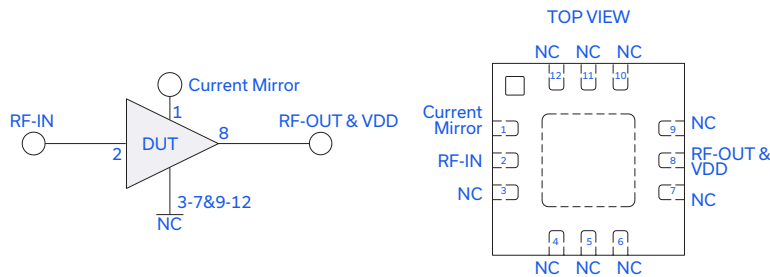 Current Mirror
1
RF-IN
2
DUT
8
RF-OUT & VDD
3-7&9-12
NC
TOP VIEW
NC NC NC
12 11 10
Current
Mirror
1
RF-IN
2
NC
3
9
NC
8
RF-OUT &
VDD
7
NC
4 5 6
NC NC NC